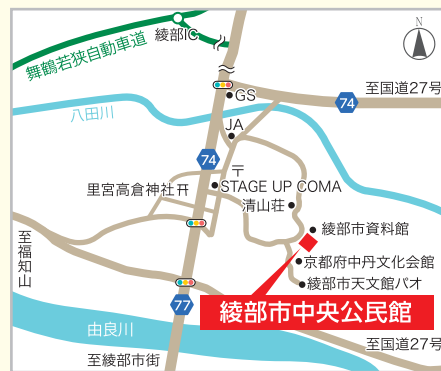 N
綾部IC
舞鶴若狭自動車道
至国道27号
GS
74
八田川
JA
74
〒
STAGE UP COMA
里宮高倉神社
清山荘
綾部市資料館
至福知山
京都府中丹文化会館
綾部市天文館パオ
77
綾部市中央公民館
由良川
至国道27号
至綾部市街